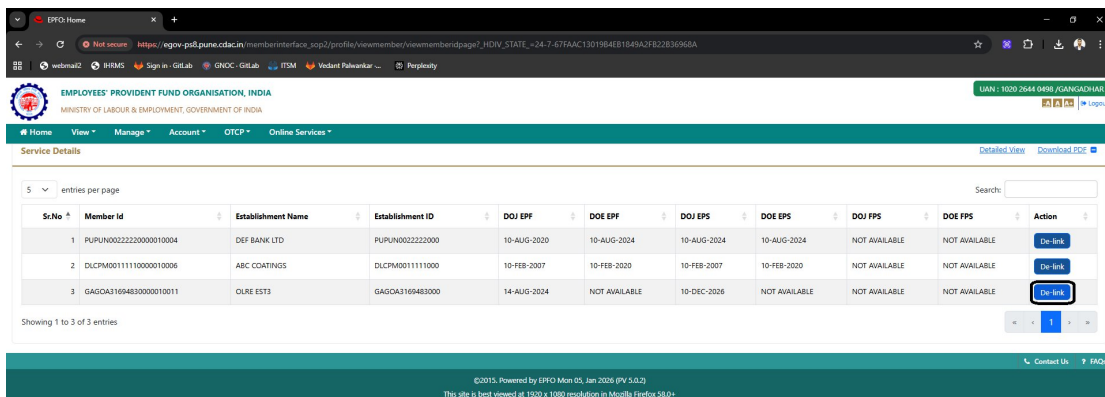 EPFO: Home
Not secure https://egov-ps8.pune.cdac.in/memberinterface_sop2/profile/viewmember/viewmemberidpage?_HDIV_STATE_=24-7-67FAAC13019B4EB1849A2FB22B36968A
webmail2 IHRMS Sign in · GitLab GNOC · GitLab ITSM Vedant Palwankar -... Perplexity
EMPLOYEES' PROVIDENT FUND ORGANISATION, INDIA
MINISTRY OF LABOUR & EMPLOYMENT, GOVERNMENT OF INDIA
UAN : 1020 2644 0498 /GANGADHAR
-A A A+ Logou
Home View Manage Account OTCP Online Services
Service Details Detailed View Download PDF
5 entries per page Search:
Sr.No Member Id Establishment Name Establishment ID DOJ EPF DOE EPF DOJ EPS DOE EPS DOJ FPS DOE FPS Action
1 PUPUN00222220000010004 DEF BANK LTD PUPUN0022222000 10-AUG-2020 10-AUG-2024 10-AUG-2024 10-AUG-2024 NOT AVAILABLE NOT AVAILABLE De-link
2 DLCPM00111110000010006 ABC COATINGS DLCPM0011111000 10-FEB-2007 10-FEB-2020 10-FEB-2007 10-FEB-2020 NOT AVAILABLE NOT AVAILABLE De-link
3 GAGOA31694830000010011 OLRE EST3 GAGOA3169483000 14-AUG-2024 NOT AVAILABLE 10-DEC-2026 NOT AVAILABLE NOT AVAILABLE NOT AVAILABLE De-link
Showing 1 to 3 of 3 entries « ‹ 1 › »
Contact Us ? FAQs
©2015. Powered by EPFO Mon 05, Jan 2026 (PV 5.0.2)
This site is best viewed at 1920 x 1080 resolution in Mozilla Firefox 58.0+